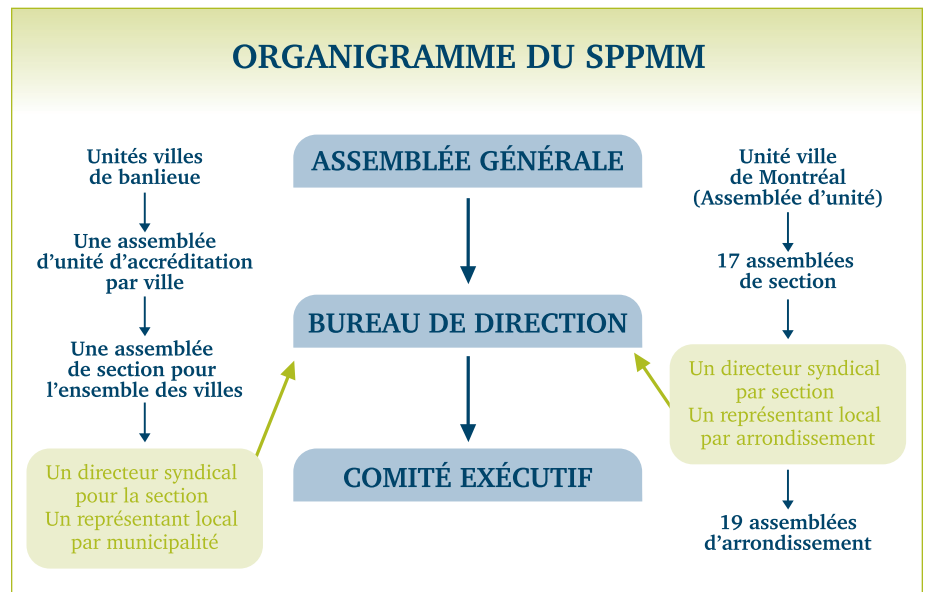 ORGANIGRAMME DU SPPMM
Unités villes
de banlieue
Une assemblée
d’unité d’accréditation
par ville
Une assemblée
de section pour
l’ensemble des villes
Un directeur syndical
pour la section
Un représentant local
par municipalité
ASSEMBLÉE GÉNÉRALE
BUREAU DE DIRECTION
COMITÉ EXÉCUTIF
Unité ville
de Montréal
(Assemblée d’unité)
17 assemblées
de section
Un directeur syndical
par section
Un représentant local
par arrondissement
19 assemblées
d’arrondissement